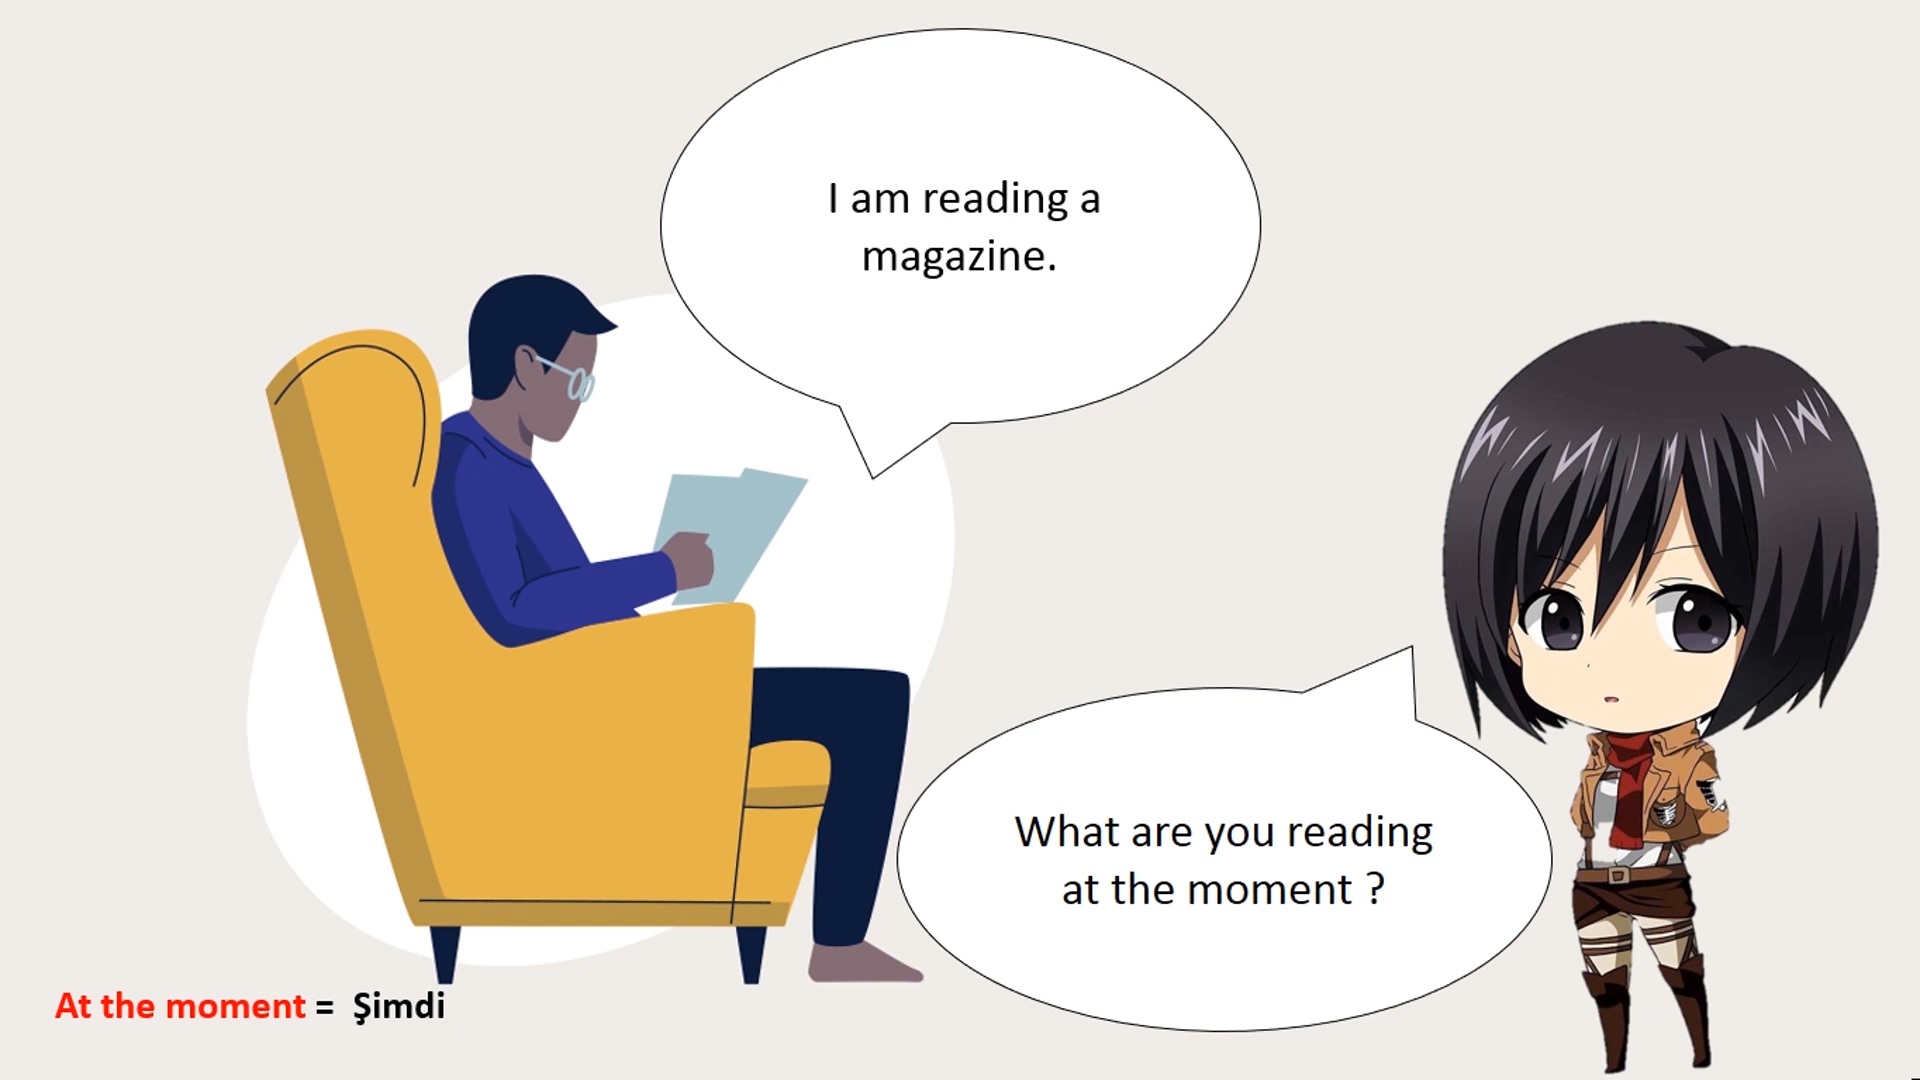 I am reading a
magazine.
What are you reading
at the moment ?
At the moment = Şimdi